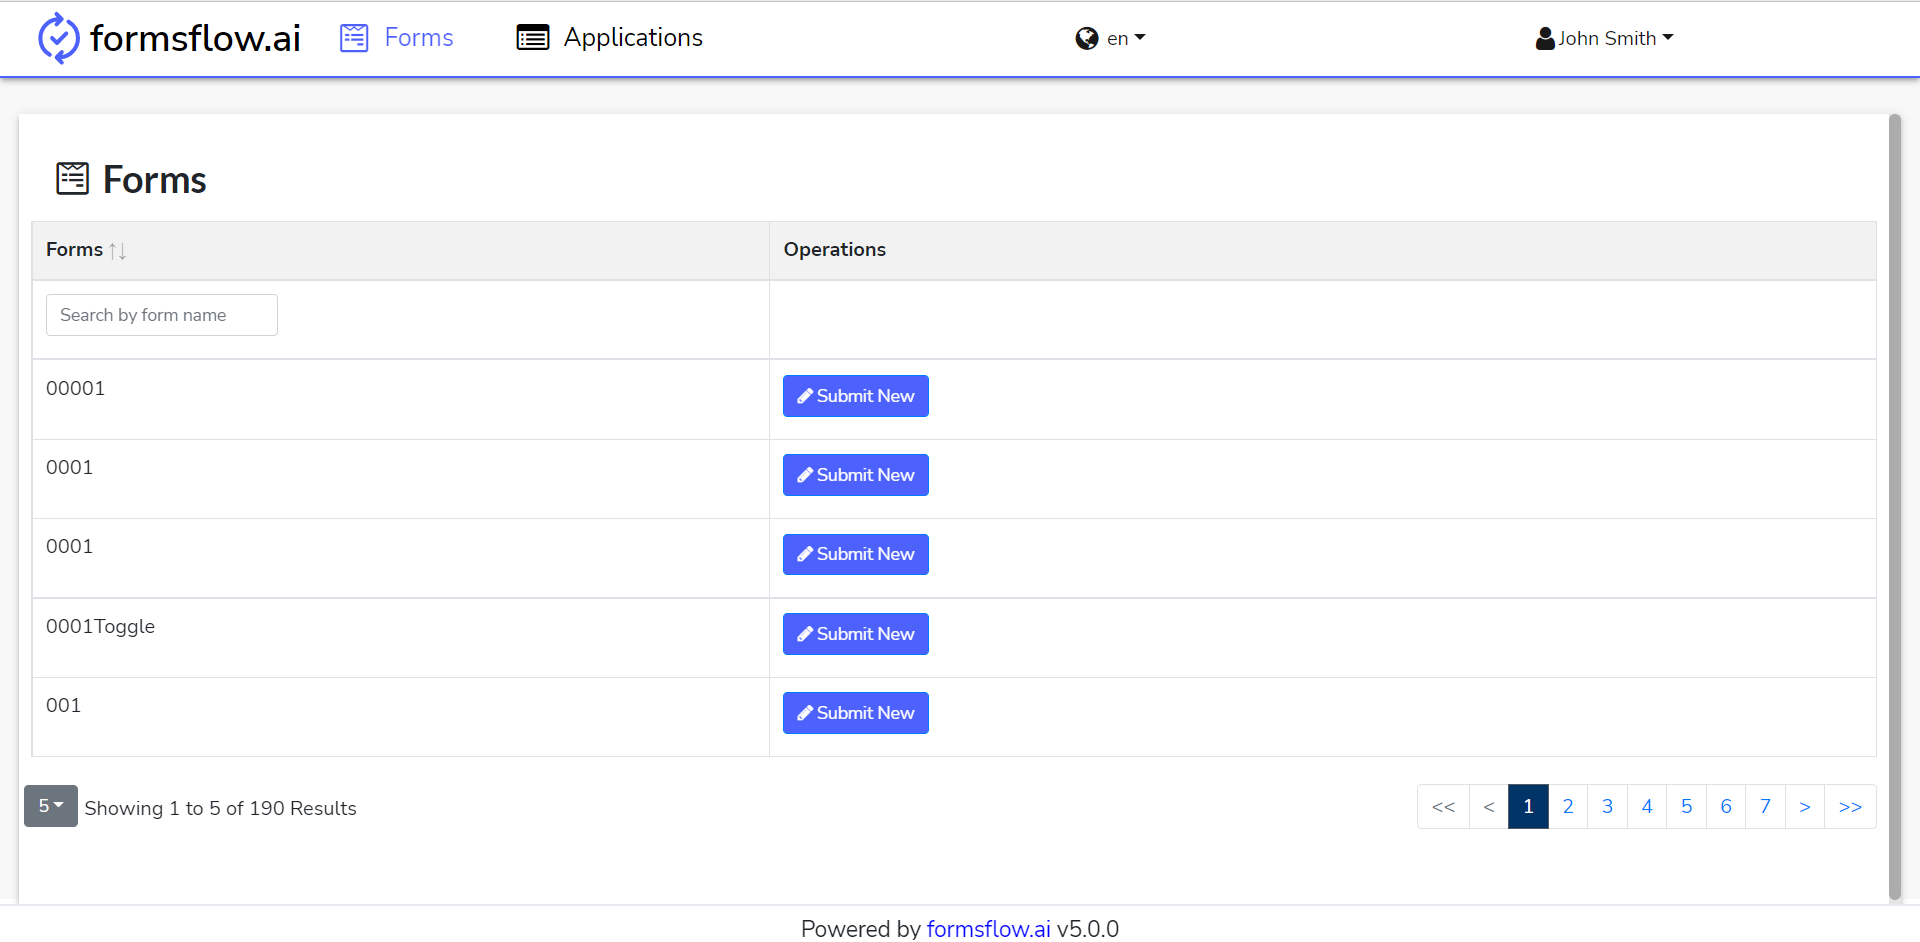 formsflow.ai Forms Applications en John Smith
Forms
Forms Operations
Search by form name
00001 Submit New
0001 Submit New
0001 Submit New
0001Toggle Submit New
001 Submit New
5 Showing 1 to 5 of 190 Results << < 1 2 3 4 5 6 7 > >>
Powered by formsflow.ai v5.0.0